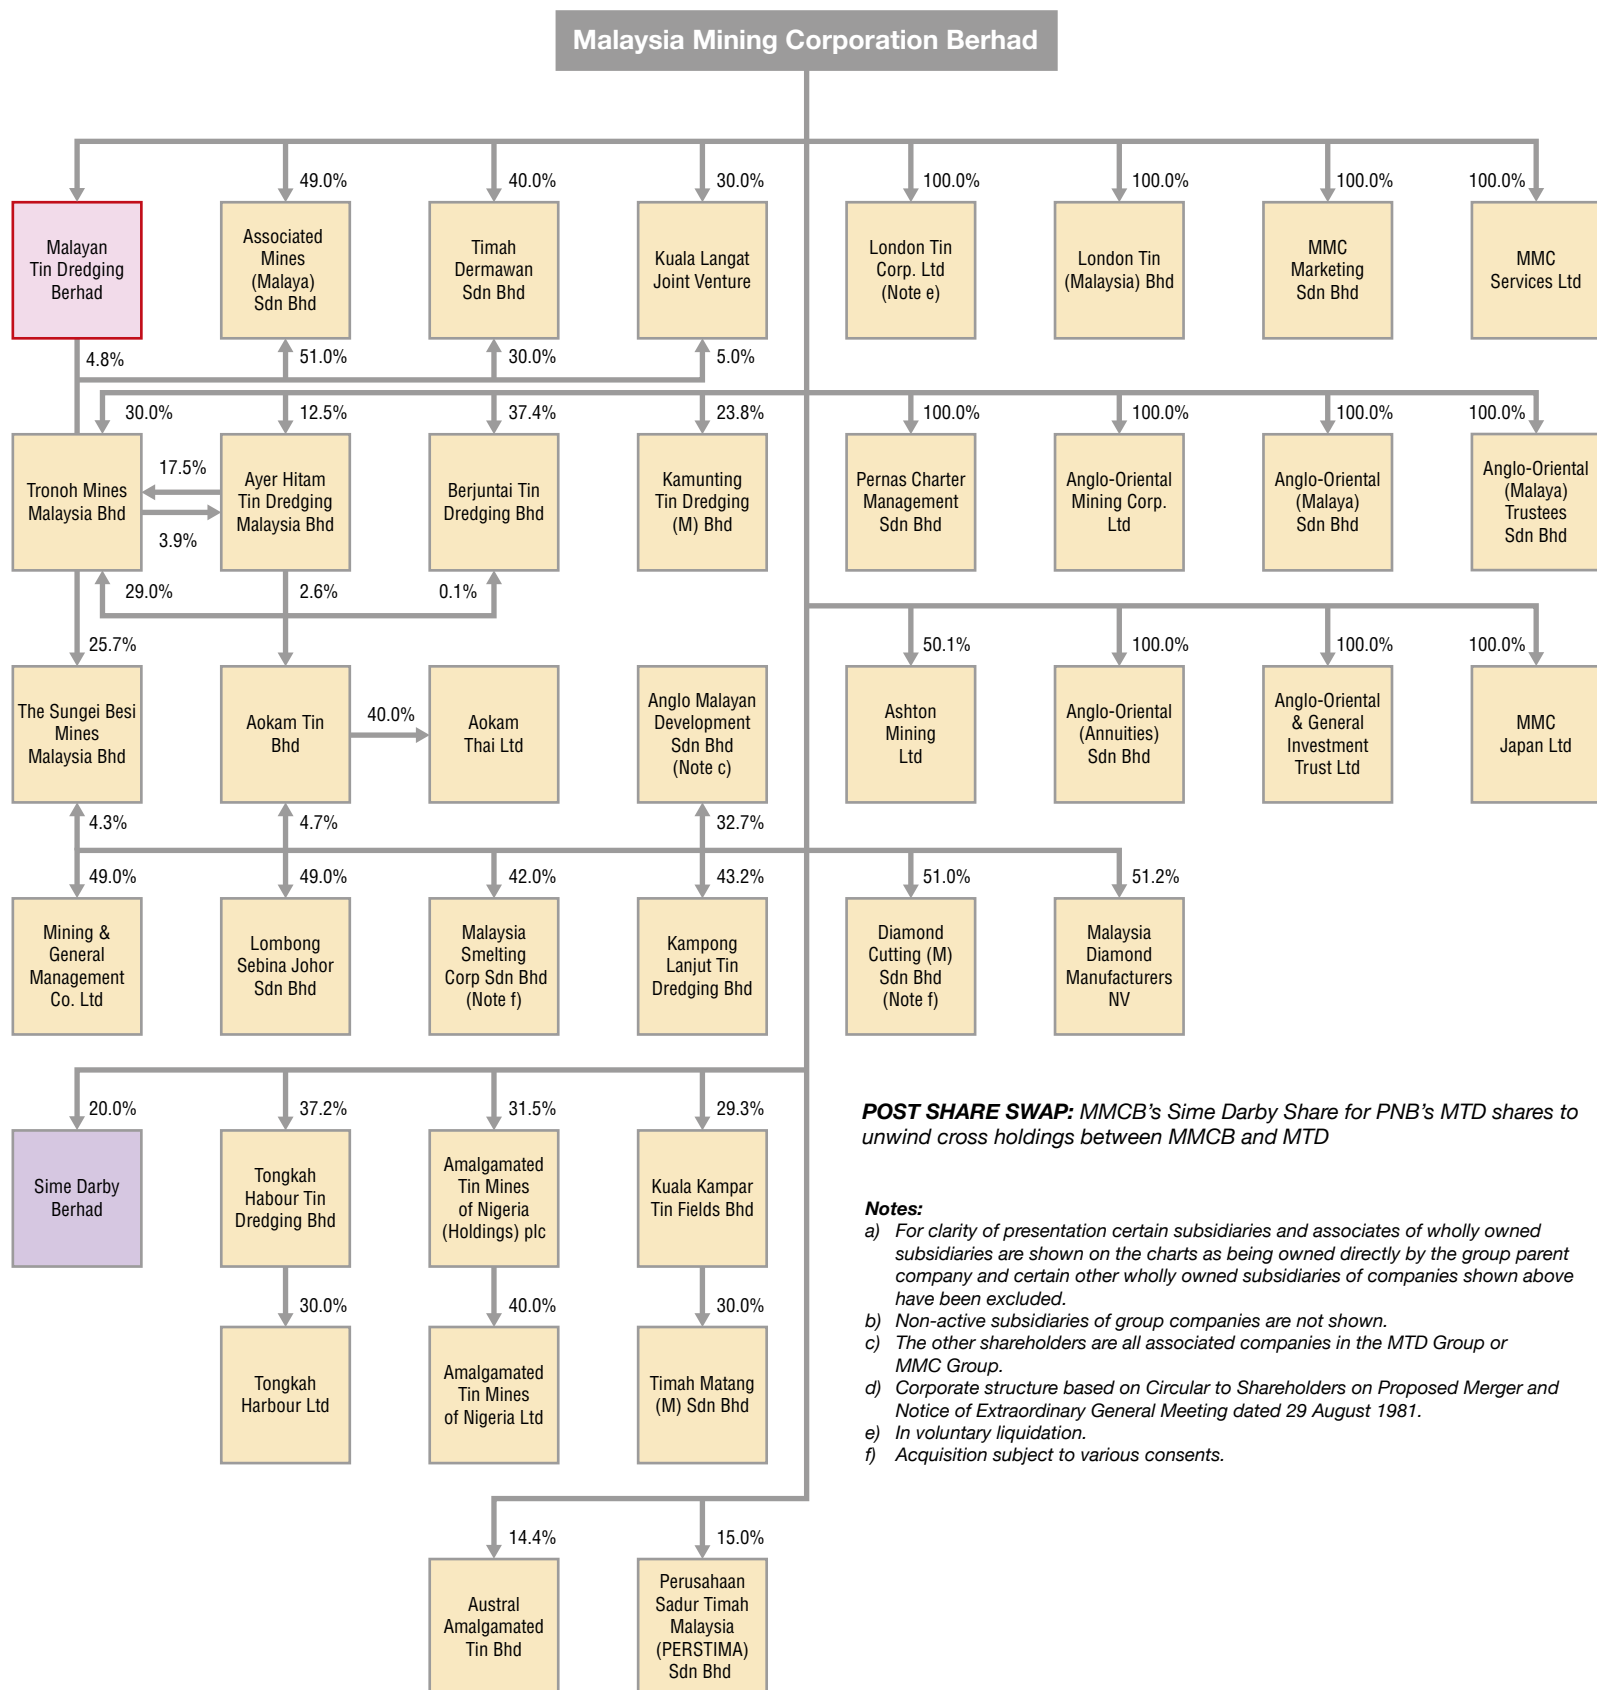 Malaysia Mining Corporation Berhad
49.0%
40.0%
30.0%
100.0%
100.0%
100.0%
100.0%
Malayan
Tin Dredging
Berhad
Associated
Mines
(Malaya)
Sdn Bhd
Timah
Dermawan
Sdn Bhd
Kuala Langat
Joint Venture
London Tin
Corp. Ltd
(Note e)
London Tin
(Malaysia) Bhd
MMC
Marketing
Sdn Bhd
MMC
Services Ltd
4.8%
51.0%
30.0%
5.0%
30.0%
12.5%
37.4%
23.8%
100.0%
100.0%
100.0%
100.0%
Tronoh Mines
Malaysia Bhd
17.5%
3.9%
Ayer Hitam
Tin Dredging
Malaysia Bhd
Berjuntai Tin
Dredging Bhd
Kamunting
Tin Dredging
(M) Bhd
Pernas Charter
Management
Sdn Bhd
Anglo-Oriental
Mining Corp.
Ltd
Anglo-Oriental
(Malaya)
Sdn Bhd
Anglo-Oriental
(Malaya)
Trustees
Sdn Bhd
29.0%
2.6%
0.1%
25.7%
50.1%
100.0%
100.0%
100.0%
The Sungei Besi
Mines
Malaysia Bhd
Aokam Tin
Bhd
40.0%
Aokam
Thai Ltd
Anglo Malayan
Development
Sdn Bhd
(Note c)
Ashton
Mining
Ltd
Anglo-Oriental
(Annuities)
Sdn Bhd
Anglo-Oriental
& General
Investment
Trust Ltd
MMC
Japan Ltd
4.3%
4.7%
32.7%
49.0%
49.0%
42.0%
43.2%
51.0%
51.2%
Mining &
General
Management
Co. Ltd
Lombong
Sebina Johor
Sdn Bhd
Malaysia
Smelting
Corp Sdn Bhd
(Note f)
Kampong
Lanjut Tin
Dredging Bhd
Diamond
Cutting (M)
Sdn Bhd
(Note f)
Malaysia
Diamond
Manufacturers
NV
20.0%
37.2%
31.5%
29.3%
Sime Darby
Berhad
Tongkah
Habour Tin
Dredging Bhd
Amalgamated
Tin Mines
of Nigeria
(Holdings) plc
Kuala Kampar
Tin Fields Bhd
30.0%
40.0%
30.0%
Tongkah
Harbour Ltd
Amalgamated
Tin Mines
of Nigeria Ltd
Timah Matang
(M) Sdn Bhd
14.4%
15.0%
Austral
Amalgamated
Tin Bhd
Perusahaan
Sadur Timah
Malaysia
(PERSTIMA)
Sdn Bhd
POST SHARE SWAP: MMCB's Sime Darby Share for PNB's MTD shares to
unwind cross holdings between MMCB and MTD
Notes:
a) For clarity of presentation certain subsidiaries and associates of wholly owned
subsidiaries are shown on the charts as being owned directly by the group parent
company and certain other wholly owned subsidiaries of companies shown above
have been excluded.
b) Non-active subsidiaries of group companies are not shown.
c) The other shareholders are all associated companies in the MTD Group or
MMC Group.
d) Corporate structure based on Circular to Shareholders on Proposed Merger and
Notice of Extraordinary General Meeting dated 29 August 1981.
e) In voluntary liquidation.
f) Acquisition subject to various consents.